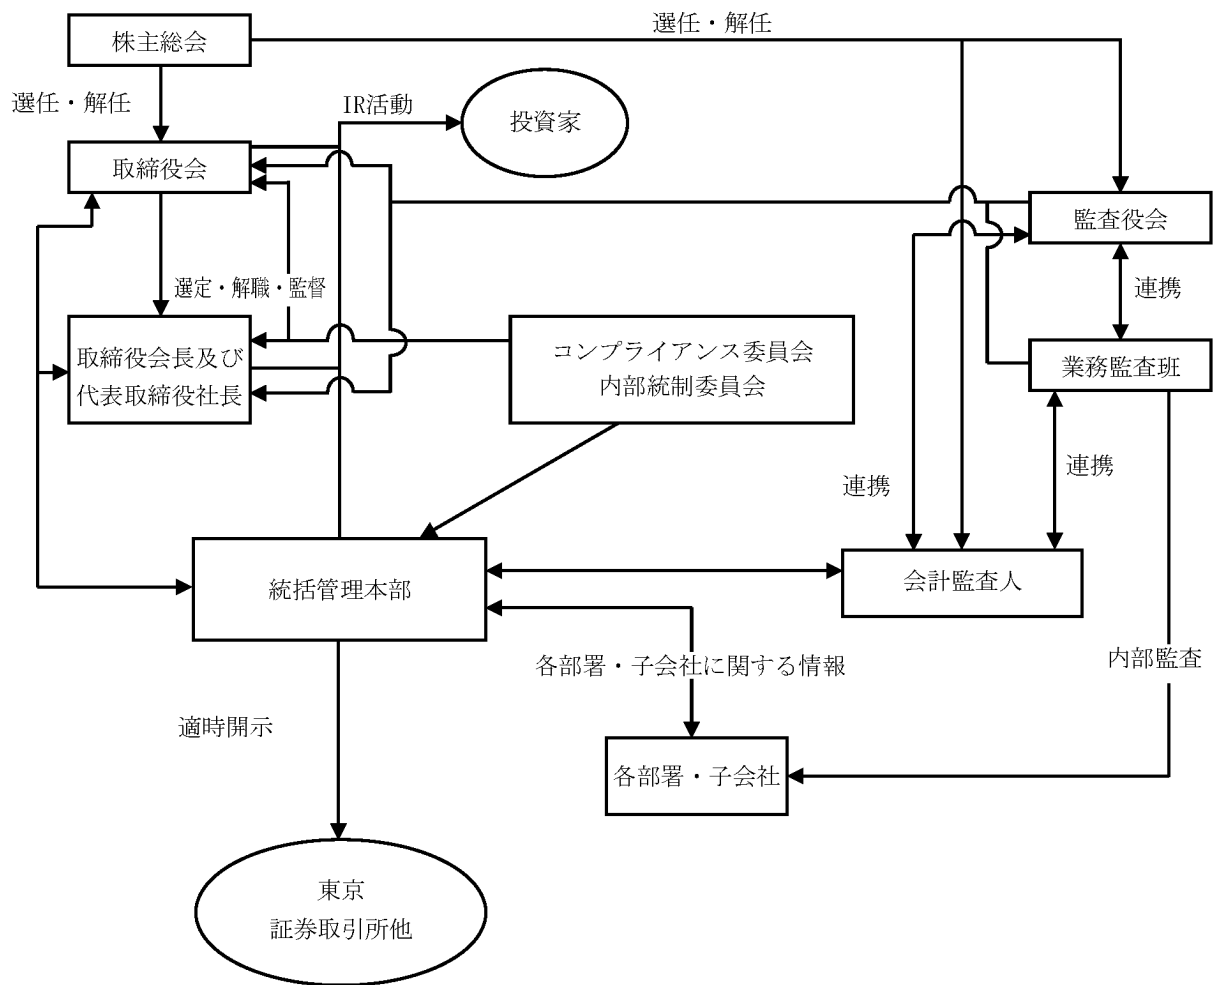 選任・解任
株主総会
選任・解任
IR活動
投資家
取締役会
監査役会
選定・解職・監督
連携
取締役会長及び
代表取締役社長
コンプライアンス委員会
内部統制委員会
業務監査班
連携
連携
統括管理本部
会計監査人
各部署・子会社に関する情報
内部監査
適時開示
各部署・子会社
東京
証券取引所他